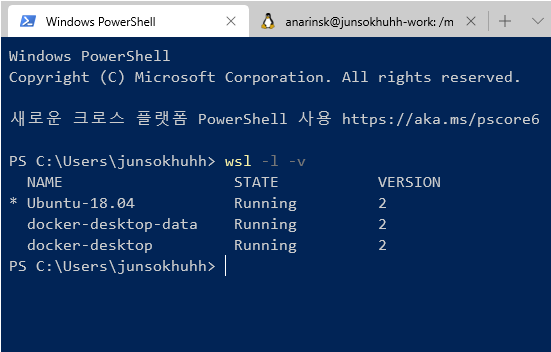 Windows PowerShell
anarinsk@junsokhuhh-work: /m
Windows PowerShell
Copyright (C) Microsoft Corporation. All rights reserved.
새로운 크로스 플랫폼 PowerShell 사용 https://aka.ms/pscore6
PS C:\Users\junsokhuhh> wsl -l -v
NAME STATE VERSION
* Ubuntu-18.04 Running 2
docker-desktop-data Running 2
docker-desktop Running 2
PS C:\Users\junsokhuhh>